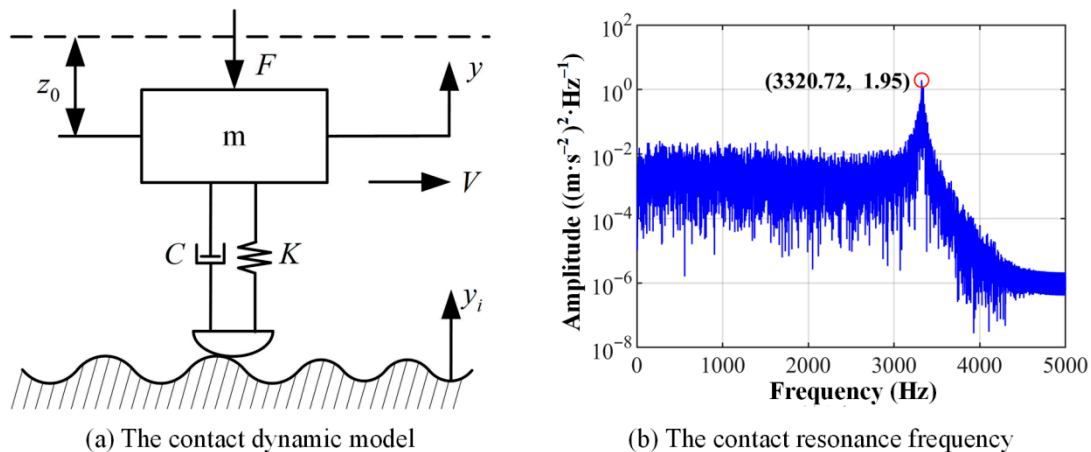 F
z₀
y
m
V
C
K
yᵢ
(a) The contact dynamic model
10²
10⁰
10⁻²
10⁻⁴
10⁻⁶
10⁻⁸
Amplitude ((m·s⁻²)²·Hz⁻¹)
(3320.72, 1.95)
0 1000 2000 3000 4000 5000
Frequency (Hz)
(b) The contact resonance frequency